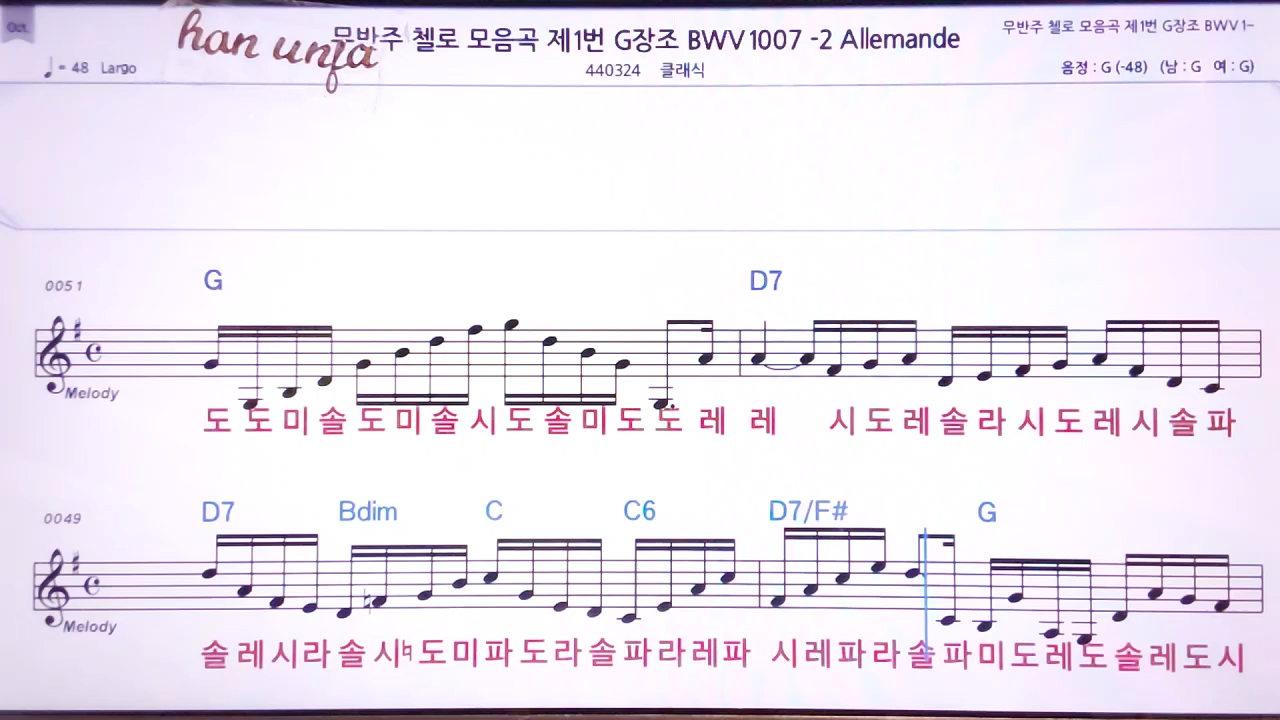 Oct.
han unfa
무반주 첼로 모음곡 제1번 G장조 BWV1007 -2 Allemande
무반주 첼로 모음곡 제1번 G장조 BWV1-
♩= 48 Largo
440324 클래식
음정 : G (-48) (남 : G 여 : G)
G D7
0051
Melody
도 도 미 솔 도 미 솔 시 도 솔 미 도 도 레 레 시 도 레 솔 라 시 도 레 시 솔 파
D7 Bdim C C6 D7/F# G
0049
Melody
솔 레 시 라 솔 시♮ 도 미 파 도 라 솔 파 라 레 파 시 레 파 라 솔 파 미 도 레 도 솔 레 도 시